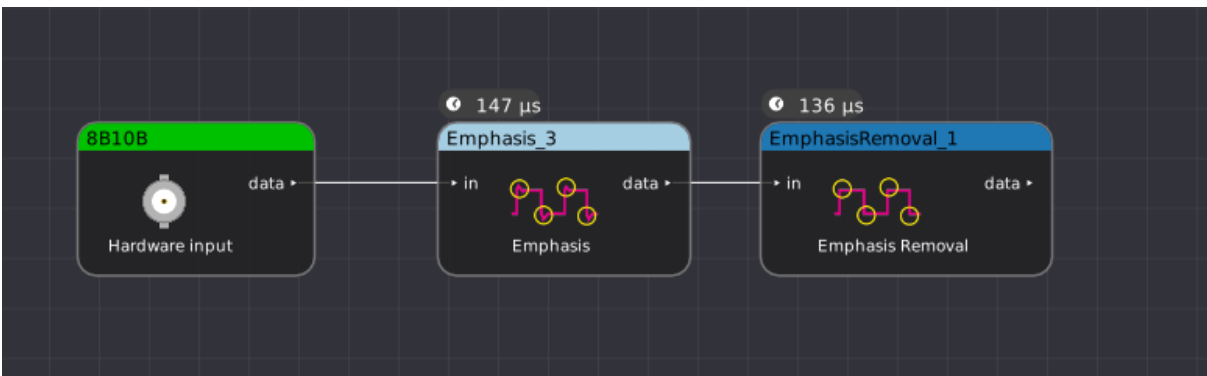 147 μs
136 μs
8B10B
Emphasis_3
EmphasisRemoval_1
data
in
data
in
data
Hardware input
Emphasis
Emphasis Removal